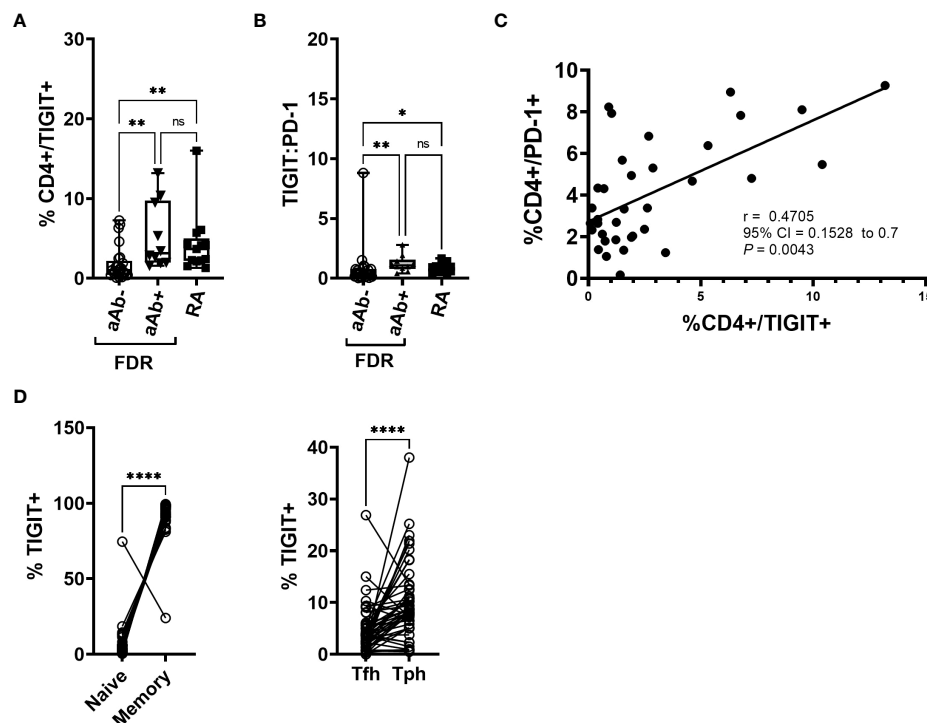 A
% CD4+/TIGIT+
30
20
10
0
**
**
ns
aAb-
aAb+
RA
FDR
B
TIGIT:PD-1
20
15
10
5
0
*
**
ns
aAb-
aAb+
RA
FDR
C
%CD4+/PD-1+
10
8
6
4
2
0
r = 0.4705
95% CI = 0.1528 to 0.7
P = 0.0043
0 5 10 15
%CD4+/TIGIT+
D
% TIGIT+
150
100
50
0
****
Naive
Memory
% TIGIT+
40
30
20
10
0
****
Tfh Tph